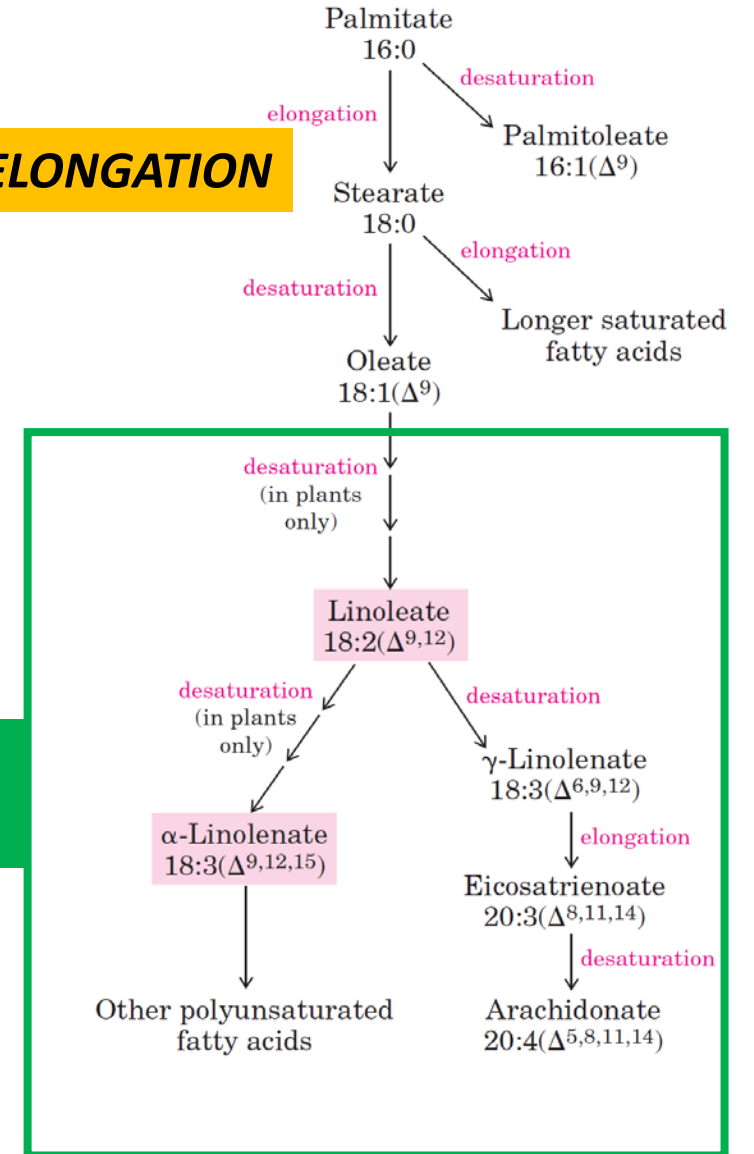 Palmitate
16:0
desaturation
elongation
Palmitoleate
16:1(Δ⁹)
ELONGATION
Stearate
18:0
elongation
desaturation
Longer saturated
fatty acids
Oleate
18:1(Δ⁹)
desaturation
(in plants
only)
Linoleate
18:2(Δ⁹,¹²)
desaturation
(in plants
only)
desaturation
γ-Linolenate
18:3(Δ⁶,⁹,¹²)
α-Linolenate
18:3(Δ⁹,¹²,¹⁵)
elongation
Eicosatrienoate
20:3(Δ⁸,¹¹,¹⁴)
desaturation
Other polyunsaturated
fatty acids
Arachidonate
20:4(Δ⁵,⁸,¹¹,¹⁴)